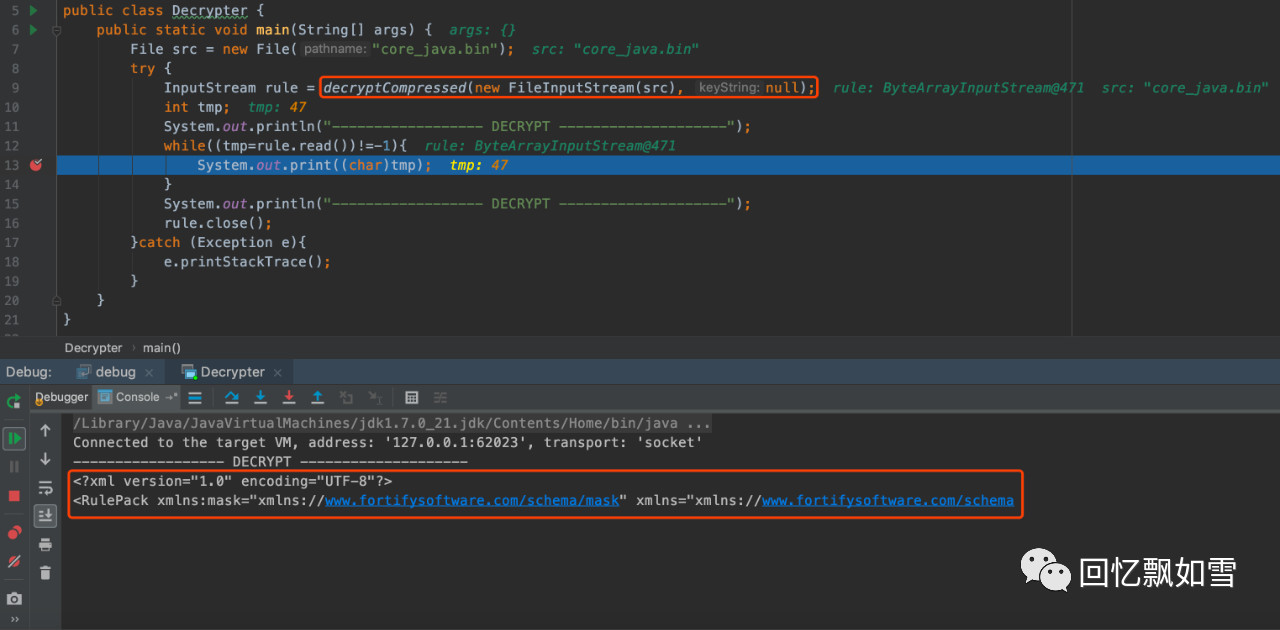 5 public class Decrypter {
6 public static void main(String[] args) { args: {}
7 File src = new File( pathname: "core_java.bin"); src: "core_java.bin"
8 try {
9 InputStream rule = decryptCompressed(new FileInputStream(src), keyString: null); rule: ByteArrayInputStream@471 src: "core_java.bin"
10 int tmp; tmp: 47
11 System.out.println("------------------ DECRYPT --------------------");
12 while((tmp=rule.read())!=-1){ rule: ByteArrayInputStream@471
13 System.out.print((char)tmp); tmp: 47
14 }
15 System.out.println("------------------ DECRYPT --------------------");
16 rule.close();
17 }catch (Exception e){
18 e.printStackTrace();
19 }
20 }
21 }
Decrypter › main()
Debug: debug × Decrypter ×
Debugger Console
/Library/Java/JavaVirtualMachines/jdk1.7.0_21.jdk/Contents/Home/bin/java ...
Connected to the target VM, address: '127.0.0.1:62023', transport: 'socket'
------------------ DECRYPT --------------------
<?xml version="1.0" encoding="UTF-8"?>
<RulePack xmlns:mask="xmlns://www.fortifysoftware.com/schema/mask" xmlns="xmlns://www.fortifysoftware.com/schema
回忆飘如雪